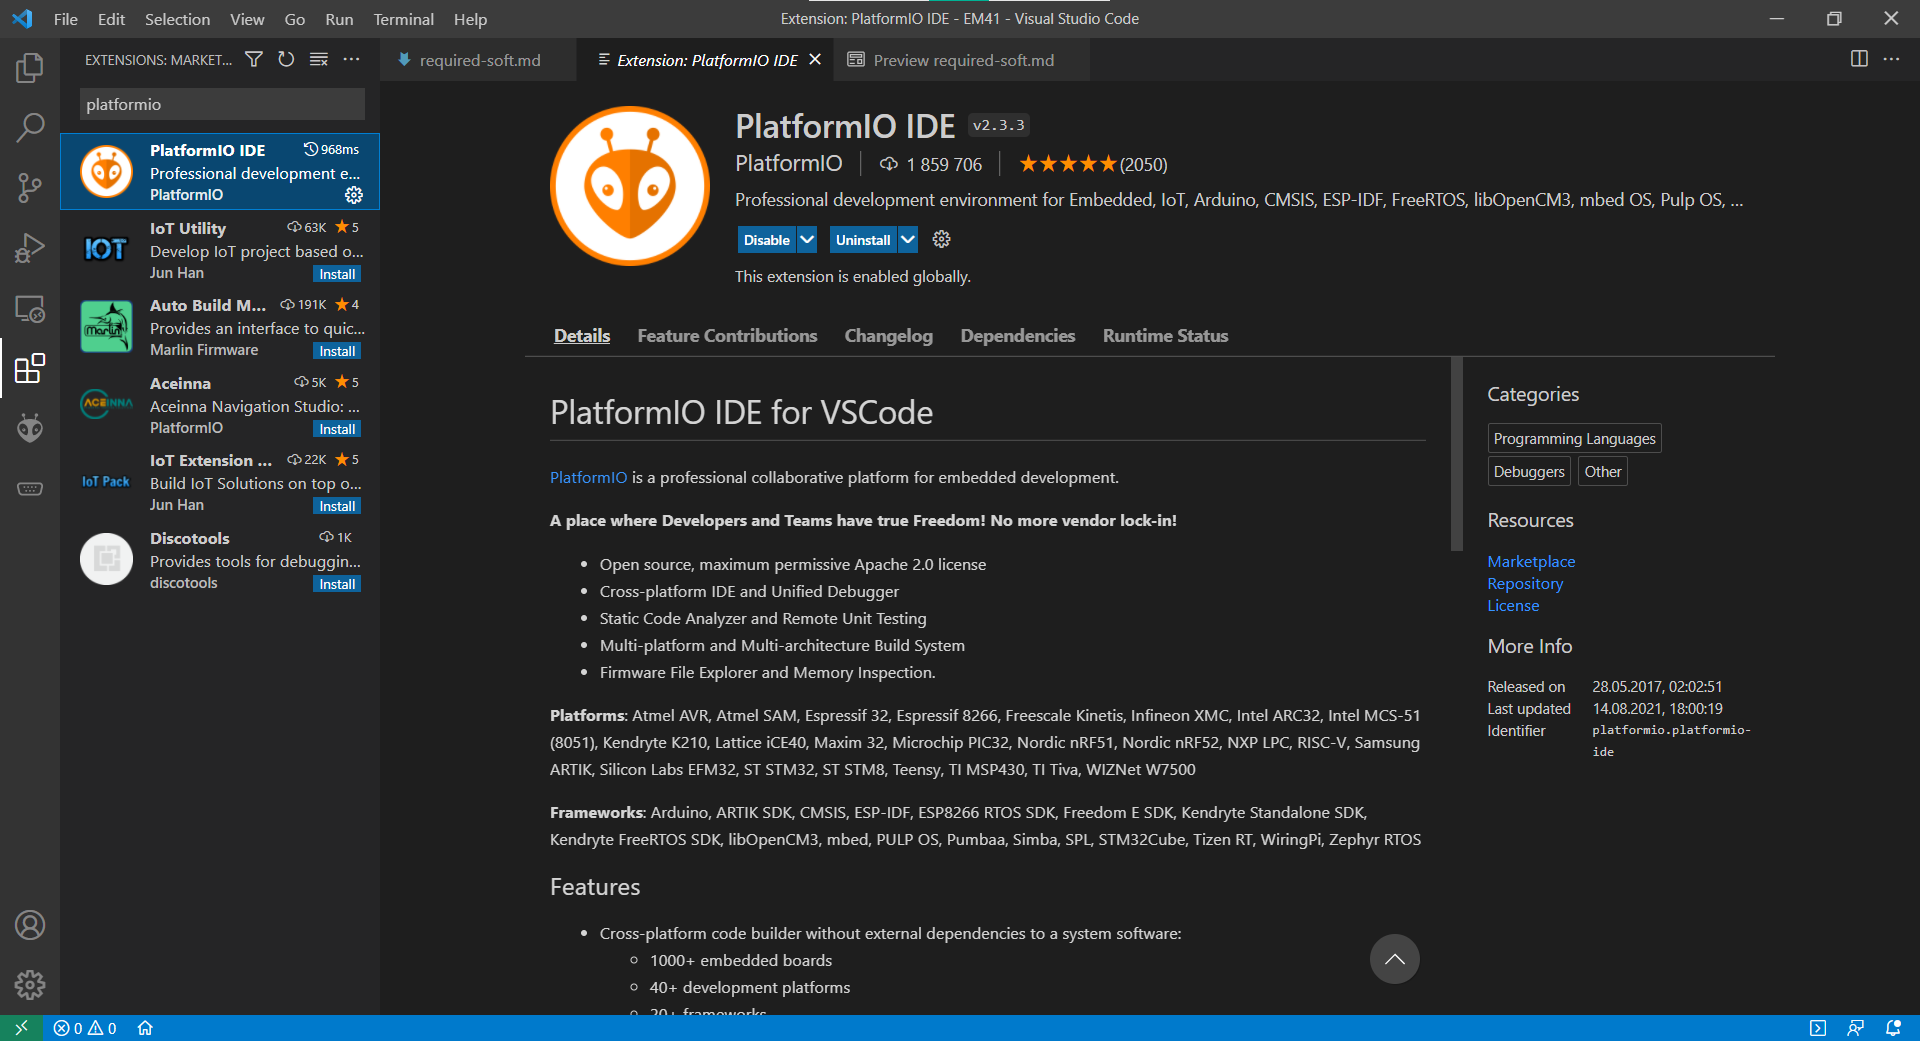 File Edit Selection View Go Run Terminal Help
Extension: PlatformIO IDE - EM41 - Visual Studio Code
EXTENSIONS: MARKET...
platformio
PlatformIO IDE 968ms
Professional development e...
PlatformIO
IoT Utility 63K 5
Develop IoT project based o...
Jun Han Install
Auto Build M... 191K 4
Provides an interface to quic...
Marlin Firmware Install
Aceinna 5K 5
Aceinna Navigation Studio: ...
PlatformIO Install
IoT Extension ... 22K 5
Build IoT Solutions on top o...
Jun Han Install
Discotools 1K
Provides tools for debuggin...
discotools Install
IOT
Marlin
ACEINNA
IoT Pack
required-soft.md
Extension: PlatformIO IDE
Preview required-soft.md
PlatformIO IDE v2.3.3
PlatformIO 1 859 706 ★★★★★(2050)
Professional development environment for Embedded, IoT, Arduino, CMSIS, ESP-IDF, FreeRTOS, libOpenCM3, mbed OS, Pulp OS, ...
Disable Uninstall
This extension is enabled globally.
Details Feature Contributions Changelog Dependencies Runtime Status
PlatformIO IDE for VSCode
PlatformIO is a professional collaborative platform for embedded development.
A place where Developers and Teams have true Freedom! No more vendor lock-in!
• Open source, maximum permissive Apache 2.0 license
• Cross-platform IDE and Unified Debugger
• Static Code Analyzer and Remote Unit Testing
• Multi-platform and Multi-architecture Build System
• Firmware File Explorer and Memory Inspection.
Platforms: Atmel AVR, Atmel SAM, Espressif 32, Espressif 8266, Freescale Kinetis, Infineon XMC, Intel ARC32, Intel MCS-51
(8051), Kendryte K210, Lattice iCE40, Maxim 32, Microchip PIC32, Nordic nRF51, Nordic nRF52, NXP LPC, RISC-V, Samsung
ARTIK, Silicon Labs EFM32, ST STM32, ST STM8, Teensy, TI MSP430, TI Tiva, WIZNet W7500
Frameworks: Arduino, ARTIK SDK, CMSIS, ESP-IDF, ESP8266 RTOS SDK, Freedom E SDK, Kendryte Standalone SDK,
Kendryte FreeRTOS SDK, libOpenCM3, mbed, PULP OS, Pumbaa, Simba, SPL, STM32Cube, Tizen RT, WiringPi, Zephyr RTOS
Features
• Cross-platform code builder without external dependencies to a system software:
◦ 1000+ embedded boards
◦ 40+ development platforms
◦ 20+ frameworks
Categories
Programming Languages
Debuggers Other
Resources
Marketplace
Repository
License
More Info
Released on 28.05.2017, 02:02:51
Last updated 14.08.2021, 18:00:19
Identifier platformio.platformio-
ide
0 0